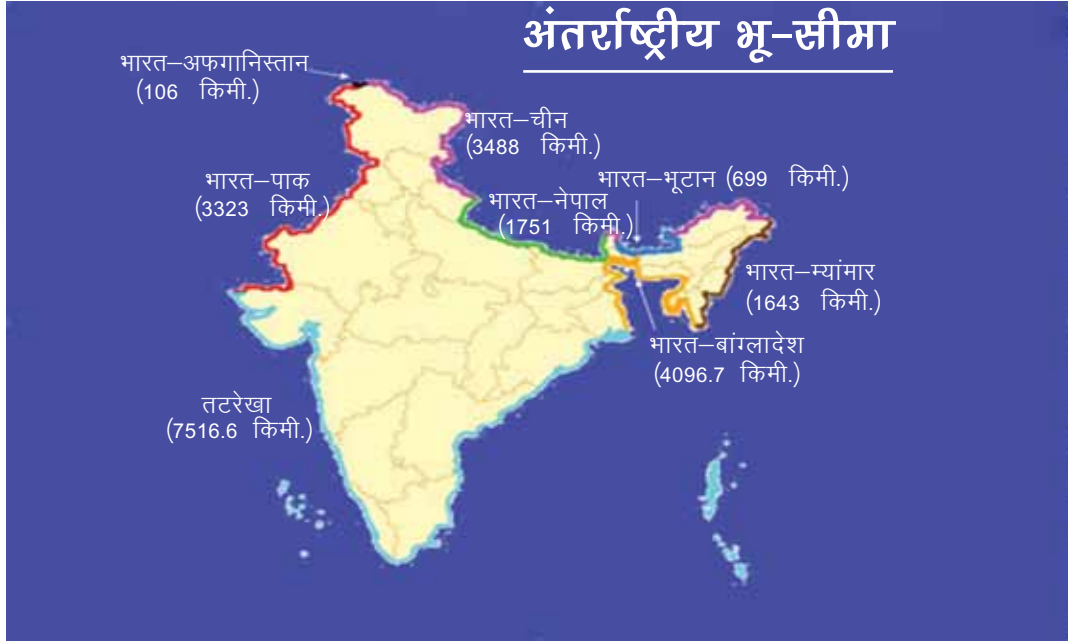 अंतर्राष्ट्रीय भू-सीमा
भारत–अफगानिस्तान
(106 किमी.)
भारत–चीन
(3488 किमी.)
भारत–पाक
(3323 किमी.)
भारत–भूटान (699 किमी.)
भारत–नेपाल
(1751 किमी.)
भारत–म्यांमार
(1643 किमी.)
भारत–बांग्लादेश
(4096.7 किमी.)
तटरेखा
(7516.6 किमी.)